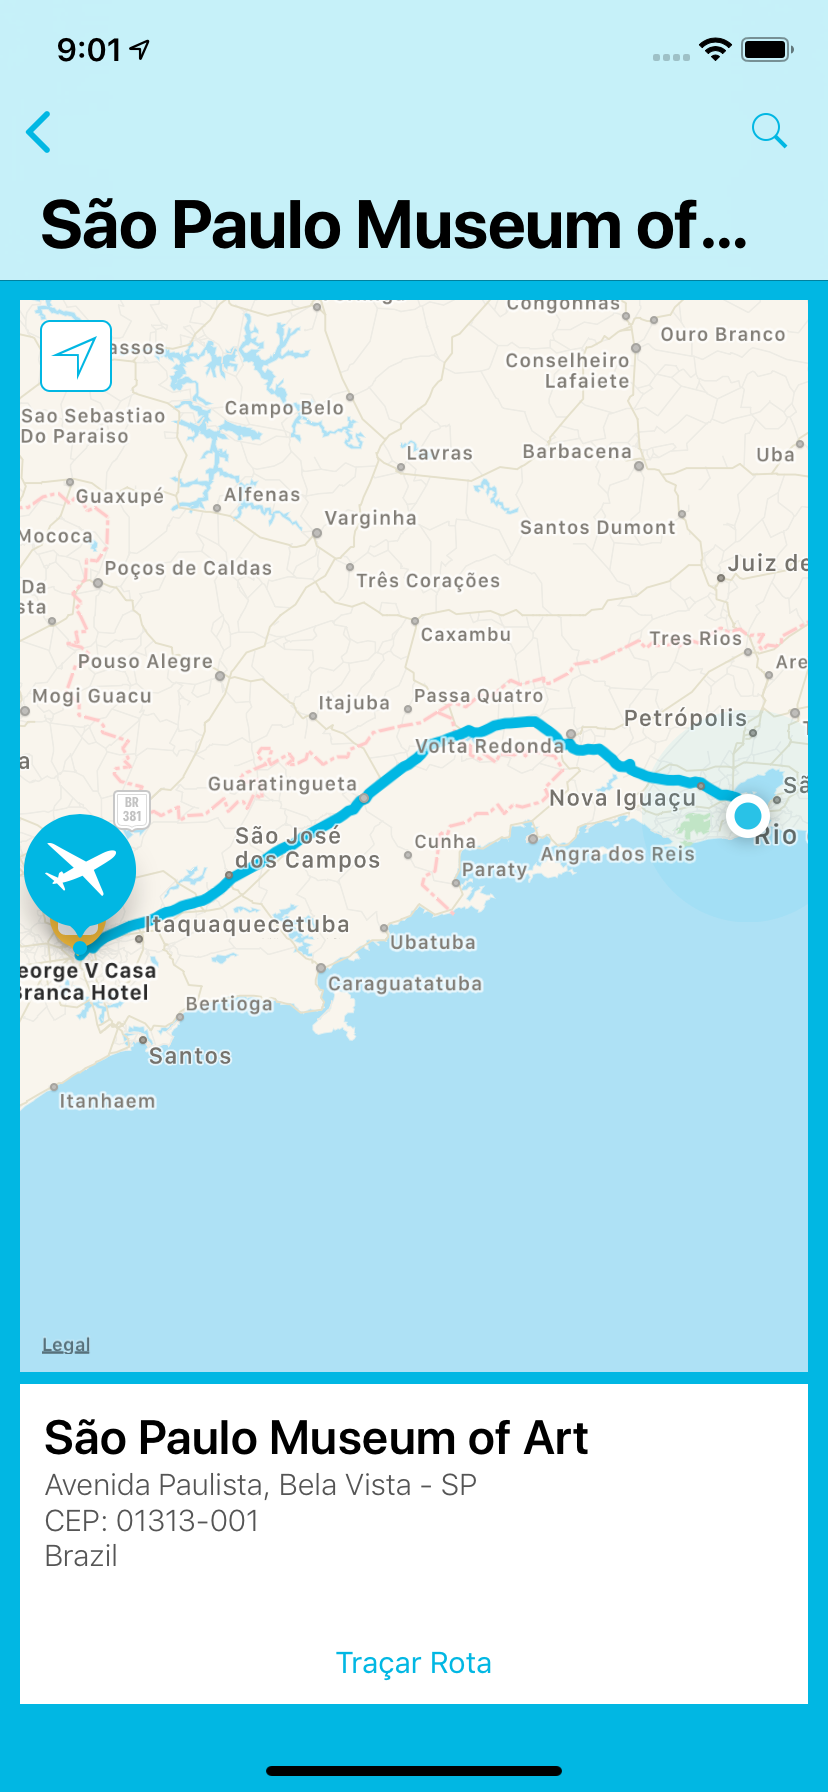 9:01
São Paulo Museum of...
Congonhas
assos
Ouro Branco
Conselheiro
Lafaiete
Campo Belo
Sao Sebastiao
Do Paraiso
Lavras
Barbacena
Uba
Guaxupé
Alfenas
Varginha
Santos Dumont
Mococa
Poços de Caldas
Juiz de
Três Corações
Da
sta
Caxambu
Tres Rios
Pouso Alegre
Are
Mogi Guacu
Itajuba
Passa Quatro
Petrópolis
Volta Redonda
a
Guaratingueta
Nova Iguaçu
Sã
BR
381
São José
dos Campos
Cunha
Angra dos Reis
Rio
Paraty
Itaquaquecetuba
Ubatuba
eorge V Casa
Branca Hotel
Caraguatatuba
Bertioga
Santos
Itanhaem
Legal
São Paulo Museum of Art
Avenida Paulista, Bela Vista - SP
CEP: 01313-001
Brazil
Traçar Rota